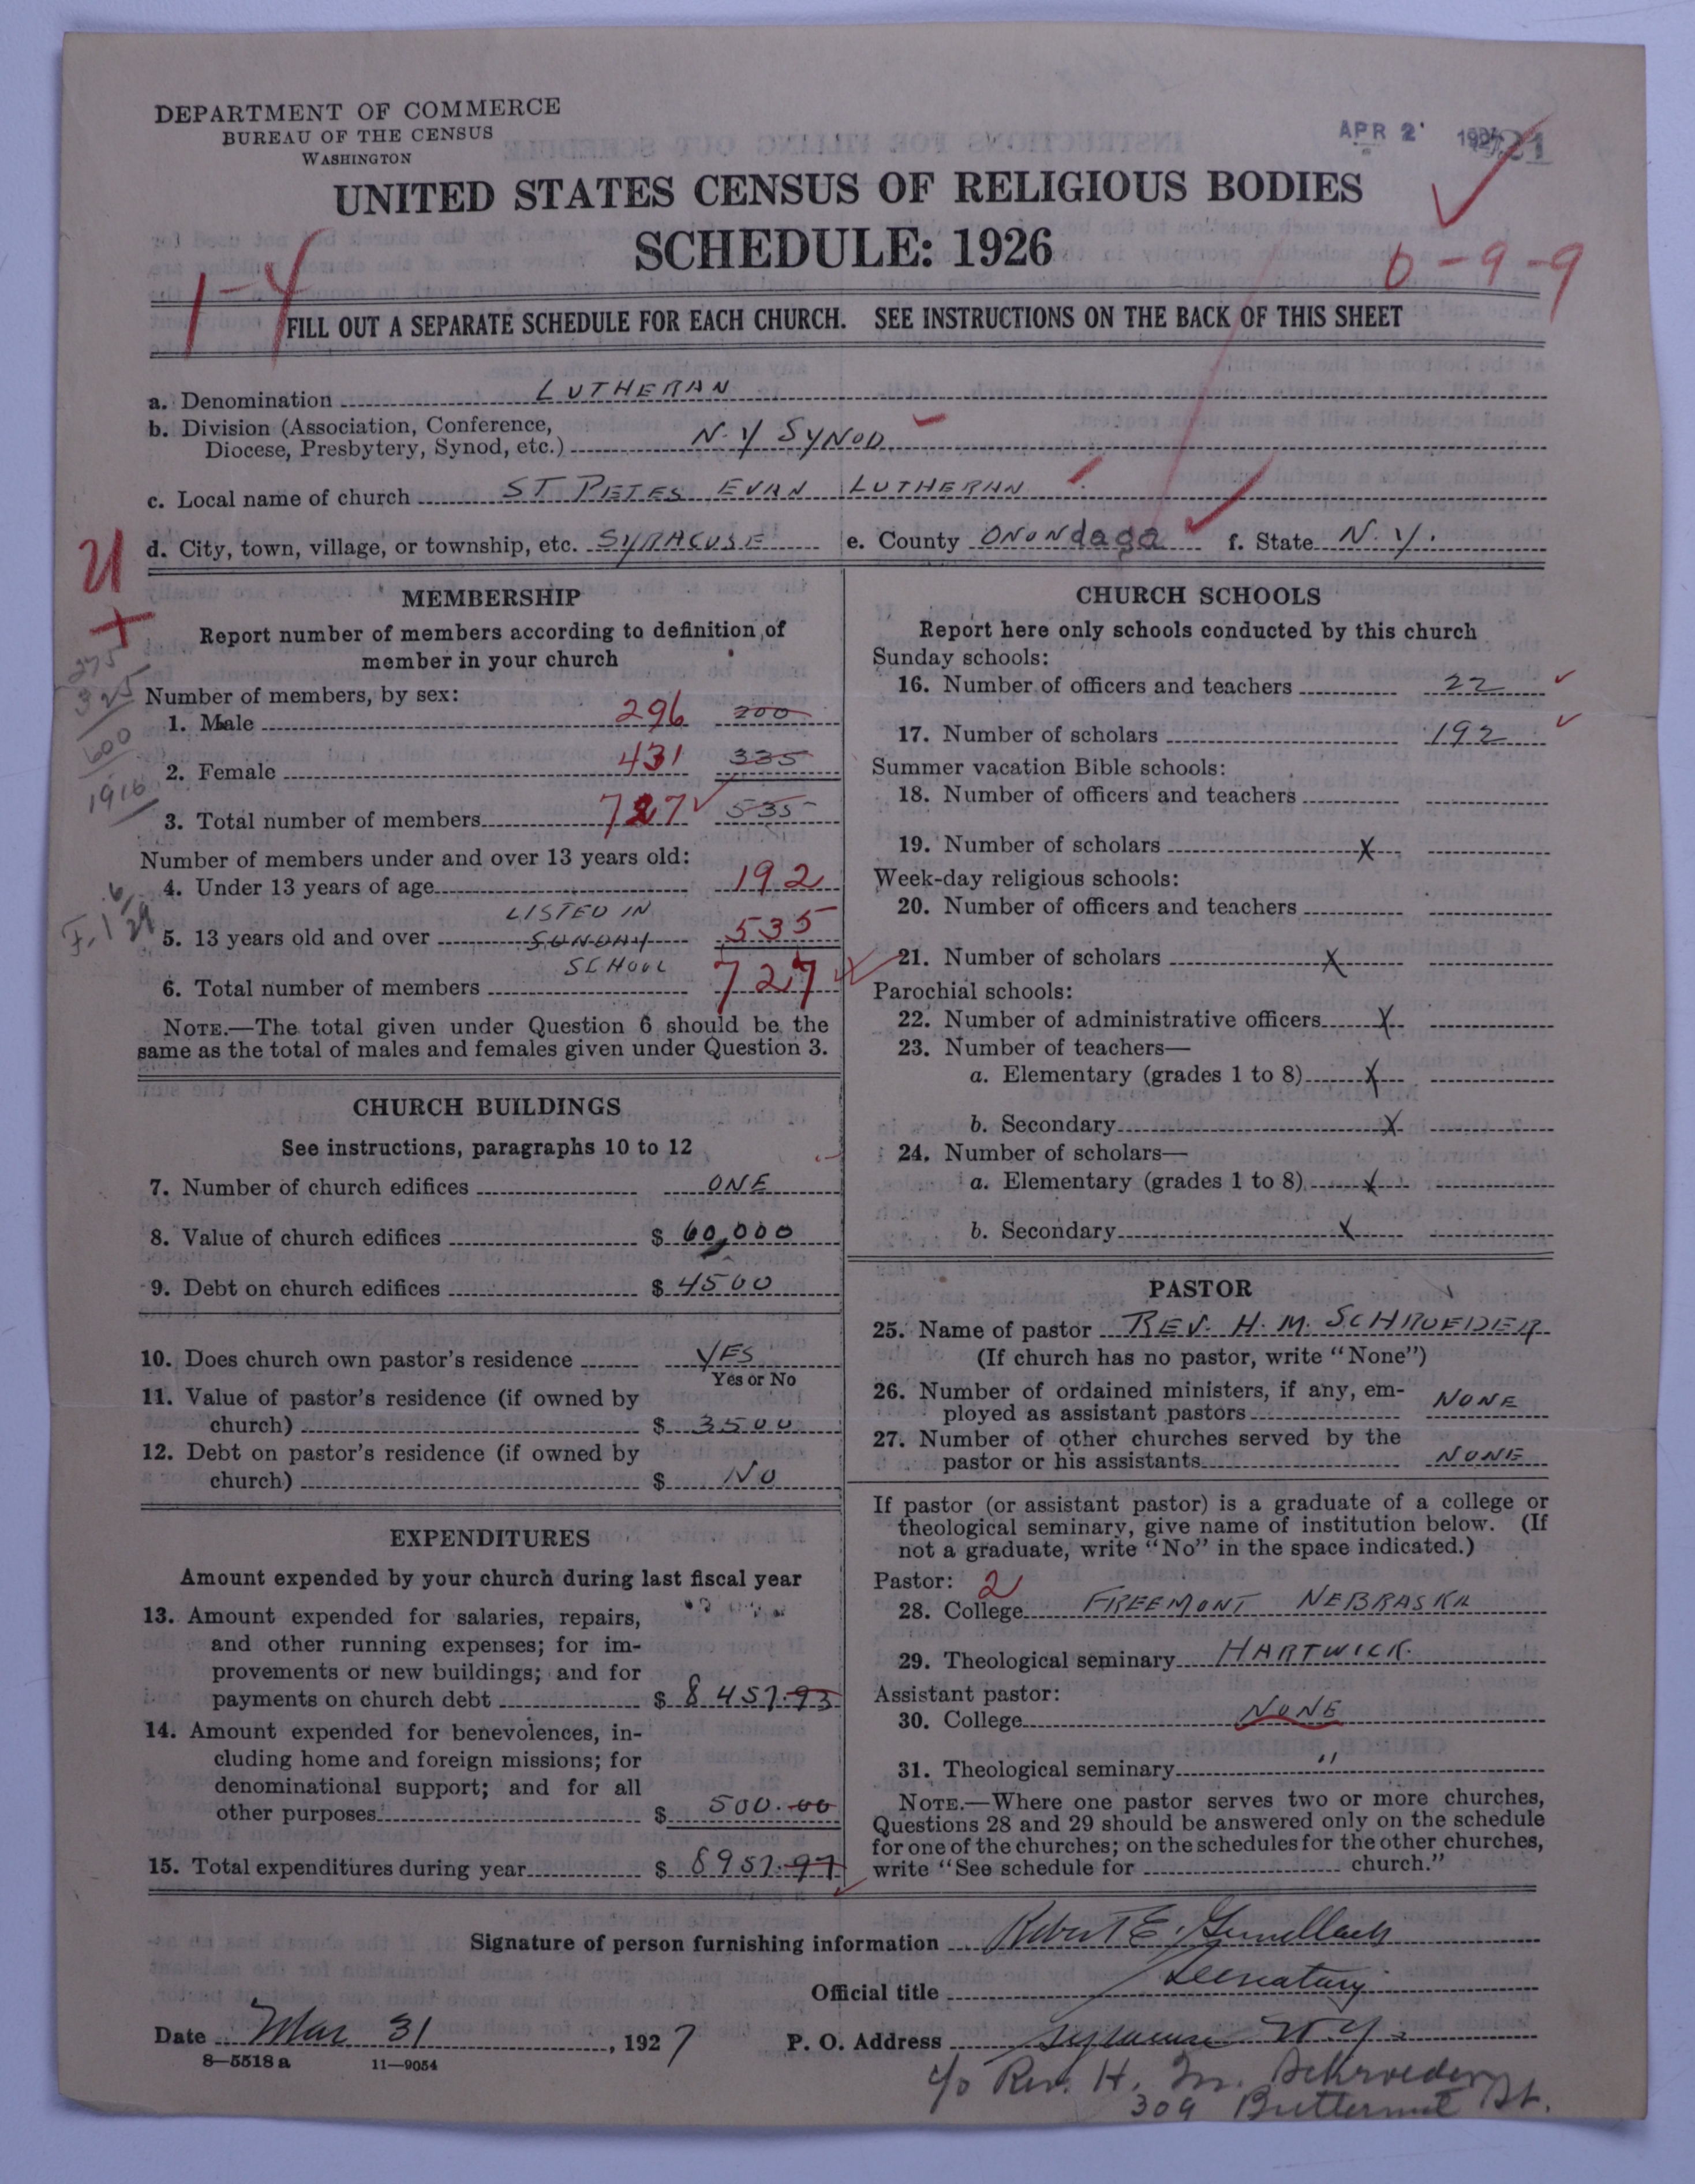 DEPARTMENT OF COMMERCE
BUREAU OF THE CENSUS
WASHINGTON
APR 2 1927
UNITED STATES CENSUS OF RELIGIOUS BODIES
SCHEDULE: 1926
1-4
0-9-9
FILL OUT A SEPARATE SCHEDULE FOR EACH CHURCH. SEE INSTRUCTIONS ON THE BACK OF THIS SHEET
a. Denomination LUTHERAN
b. Division (Association, Conference,
Diocese, Presbytery, Synod, etc.) N.Y SYNOD
c. Local name of church ST PETES EVAN LUTHERAN
d. City, town, village, or township, etc. SYRACUSE e. County ONONdaga f. State N.Y.
MEMBERSHIP
Report number of members according to definition of
member in your church
275
325
600
1916
Number of members, by sex:
1. Male 296 200
2. Female 431 335
3. Total number of members 727 535
Number of members under and over 13 years old:
4. Under 13 years of age 192
LISTED IN
5. 13 years old and over SUNDAY 535
SCHOOL
6. Total number of members 727
NOTE.—The total given under Question 6 should be the
same as the total of males and females given under Question 3.
CHURCH BUILDINGS
See instructions, paragraphs 10 to 12
7. Number of church edifices ONE
8. Value of church edifices $ 60,000
9. Debt on church edifices $ 4500
10. Does church own pastor's residence YES
Yes or No
11. Value of pastor's residence (if owned by
church) $ 3500
12. Debt on pastor's residence (if owned by
church) $ NO
EXPENDITURES
Amount expended by your church during last fiscal year
13. Amount expended for salaries, repairs,
and other running expenses; for im-
provements or new buildings; and for
payments on church debt $ 8457.93
14. Amount expended for benevolences, in-
cluding home and foreign missions; for
denominational support; and for all
other purposes $ 500.00
15. Total expenditures during year $ 8957.97
CHURCH SCHOOLS
Report here only schools conducted by this church
Sunday schools:
16. Number of officers and teachers 22
17. Number of scholars 192
Summer vacation Bible schools:
18. Number of officers and teachers
19. Number of scholars X
Week-day religious schools:
20. Number of officers and teachers
21. Number of scholars X
Parochial schools:
22. Number of administrative officers X
23. Number of teachers—
a. Elementary (grades 1 to 8) X
b. Secondary X
24. Number of scholars—
a. Elementary (grades 1 to 8) X
b. Secondary X
PASTOR
25. Name of pastor REV. H. M. SCHROEDER
(If church has no pastor, write "None")
26. Number of ordained ministers, if any, em-
ployed as assistant pastors NONE
27. Number of other churches served by the
pastor or his assistants NONE
If pastor (or assistant pastor) is a graduate of a college or
theological seminary, give name of institution below. (If
not a graduate, write "No" in the space indicated.)
Pastor: 2
28. College FREEMONT NEBRASKA
29. Theological seminary HARTWICK.
Assistant pastor:
30. College NONE
31. Theological seminary "
NOTE.—Where one pastor serves two or more churches,
Questions 28 and 29 should be answered only on the schedule
for one of the churches; on the schedules for the other churches,
write "See schedule for church."
Signature of person furnishing information Robert E.
Official title Secretary
Date Mar 31, 1927 P. O. Address Syracuse N.Y.
8—5518a 11—9054
c/o Rev. H. M. Schroeder
309 Butternut St.